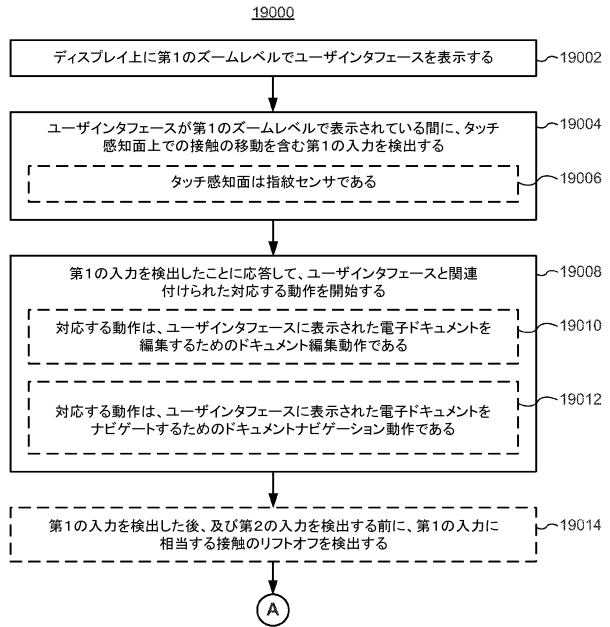 19000
ディスプレイ上に第1のズームレベルでユーザインタフェースを表示する
19002
ユーザインタフェースが第1のズームレベルで表示されている間に、タッチ
感知面上での接触の移動を含む第1の入力を検出する
19004
タッチ感知面は指紋センサである
19006
第1の入力を検出したことに応答して、ユーザインタフェースと関連
付けられた対応する動作を開始する
19008
対応する動作は、ユーザインタフェースに表示された電子ドキュメントを
編集するためのドキュメント編集動作である
19010
対応する動作は、ユーザインタフェースに表示された電子ドキュメントを
ナビゲートするためのドキュメントナビゲーション動作である
19012
第1の入力を検出した後、及び第2の入力を検出する前に、第1の入力に
相当する接触のリフトオフを検出する
19014
A